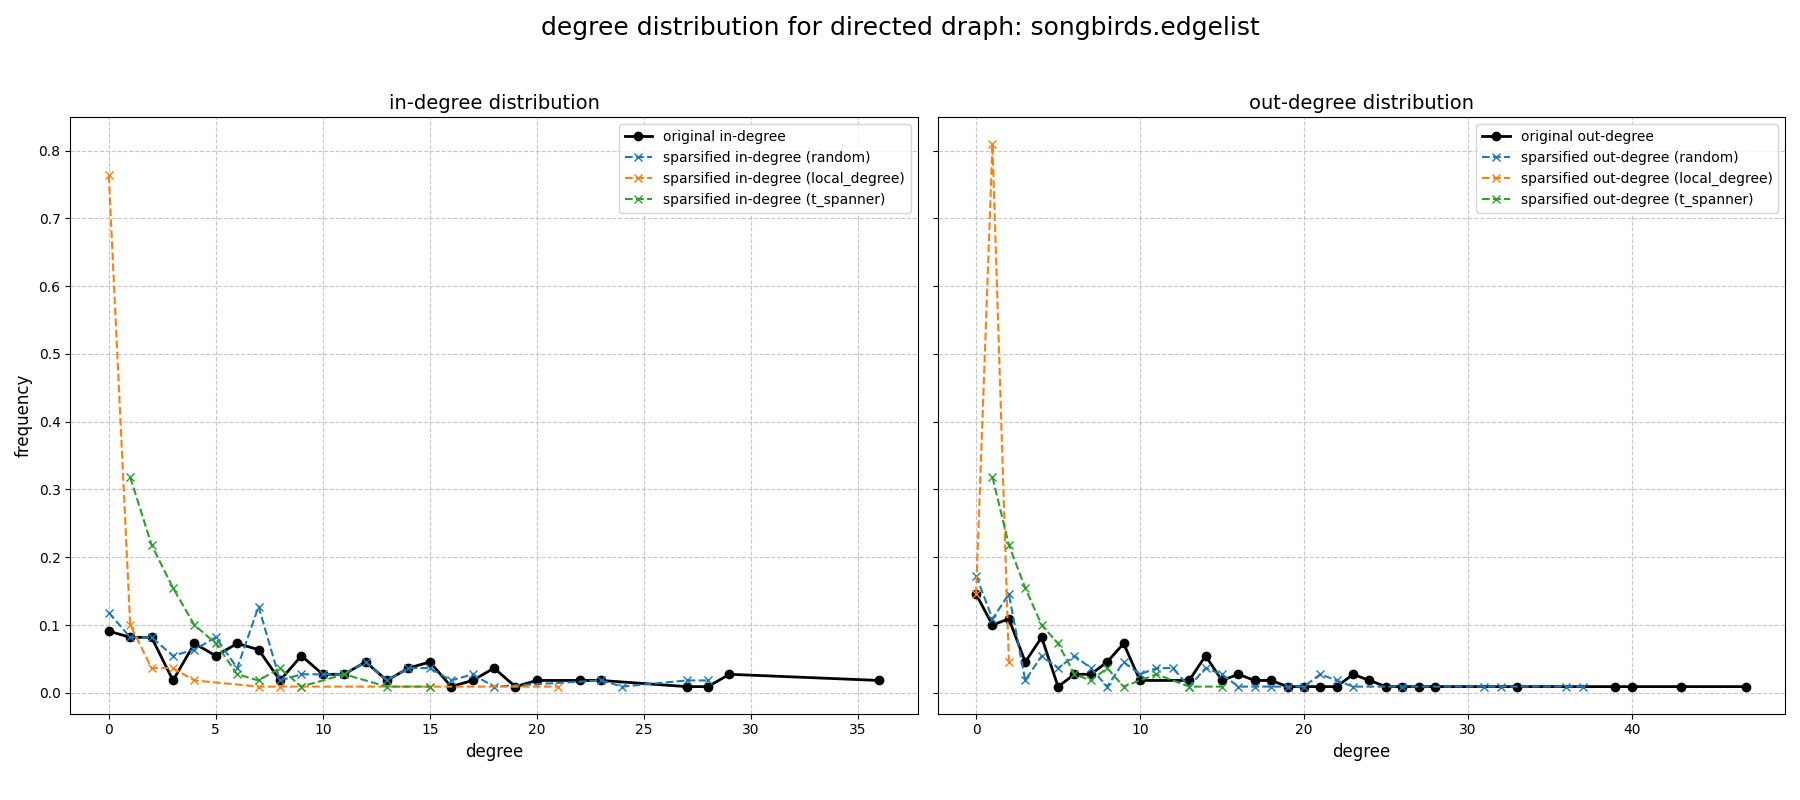 degree distribution for directed draph: songbirds.edgelist
in-degree distribution
original in-degree
sparsified in-degree (random)
sparsified in-degree (local_degree)
sparsified in-degree (t_spanner)
frequency
0.8
0.7
0.6
0.5
0.4
0.3
0.2
0.1
0.0
0 5 10 15 20 25 30 35
degree
out-degree distribution
original out-degree
sparsified out-degree (random)
sparsified out-degree (local_degree)
sparsified out-degree (t_spanner)
0 10 20 30 40
degree